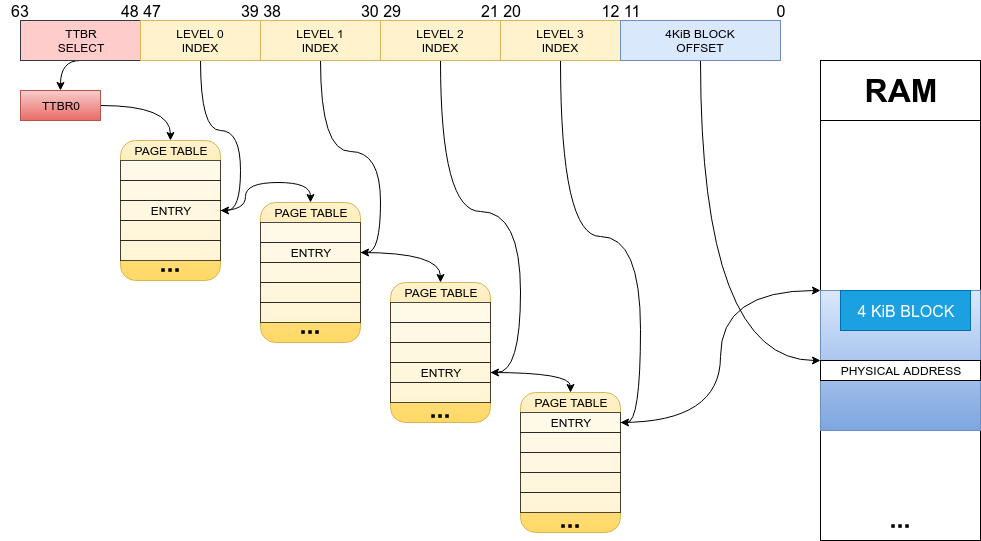 63 48 47 39 38 30 29 21 20 12 11 0
TTBR
SELECT
LEVEL 0
INDEX
LEVEL 1
INDEX
LEVEL 2
INDEX
LEVEL 3
INDEX
4KiB BLOCK
OFFSET
TTBR0
PAGE TABLE
ENTRY
...
PAGE TABLE
ENTRY
...
PAGE TABLE
ENTRY
...
PAGE TABLE
ENTRY
...
RAM
4 KiB BLOCK
PHYSICAL ADDRESS
...